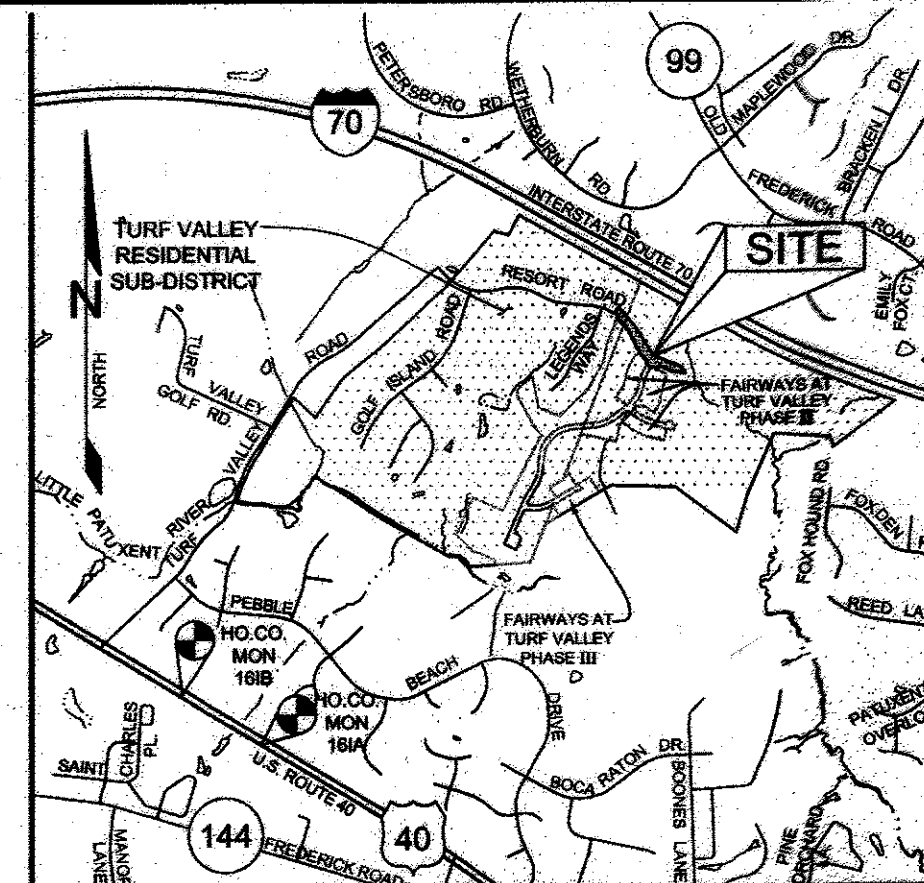 PETERSBORO RD.
WETHERBURN RD.
99
OLD
MAPLEWOOD DR
BRACKEN DR.
FREDERICK ROAD
70
INTERSTATE ROUTE 70
SITE
EMILY
FOX CT.
TURF VALLEY
RESIDENTIAL
SUB-DISTRICT
N
NORTH
RESORT ROAD
ROAD
GOLF ISLAND ROAD
LEGENDS
WAY
TURF VALLEY
GOLF RD.
FAIRWAYS AT
TURF VALLEY
PHASE II
TURF VALLEY
RIVER
LITTLE PATUXENT
FOX HOUND RD.
FOX DEN
REED LA
PEBBLE BEACH DRIVE
HO.CO.
MON
16IB
FAIRWAYS AT
TURF VALLEY
PHASE III
HO.CO.
MON
16IA
PATUXENT
OVERLO
SAINT
CHARLES
PL.
U.S. ROUTE 40
BOCA RATON DR
BOONES LANE
PINE
ORCHARD
144
40
FREDERICK ROAD
MANOR
LANE